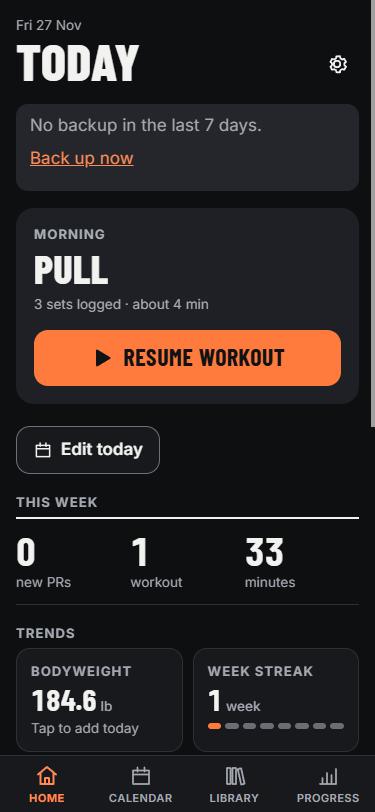 Fri 27 Nov
TODAY
No backup in the last 7 days.
Back up now
MORNING
PULL
3 sets logged · about 4 min
RESUME WORKOUT
Edit today
THIS WEEK
0 1 33
new PRs workout minutes
TRENDS
BODYWEIGHT WEEK STREAK
184.6 lb 1 week
Tap to add today
HOME CALENDAR LIBRARY PROGRESS